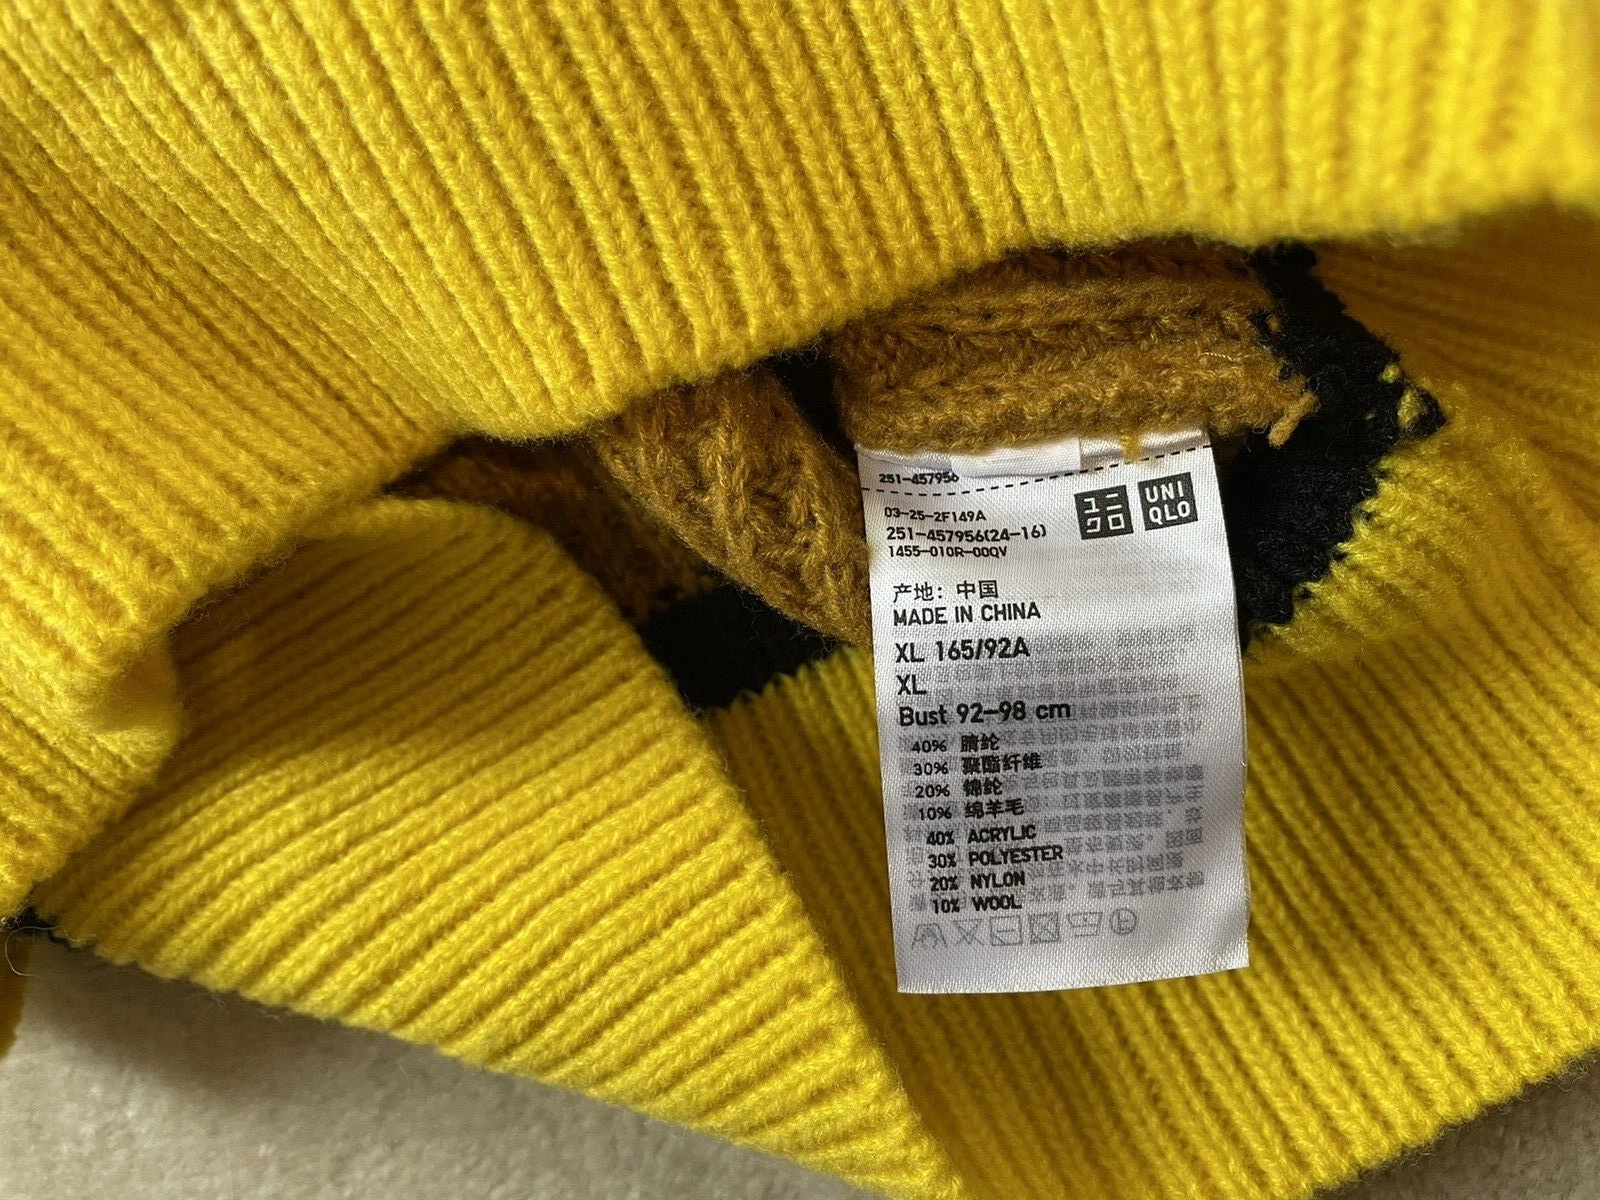 251-457956
03-25-2F149A
251-457956(24-16)
1455-010R-00QV
ユニ
クロ
UNI
QLO
产地：中国
MADE IN CHINA
XL 165/92A
XL
Bust 92-98 cm
40% 腈纶
30% 聚酯纤维
20% 锦纶
10% 绵羊毛
40% ACRYLIC
30% POLYESTER
20% NYLON
10% WOOL